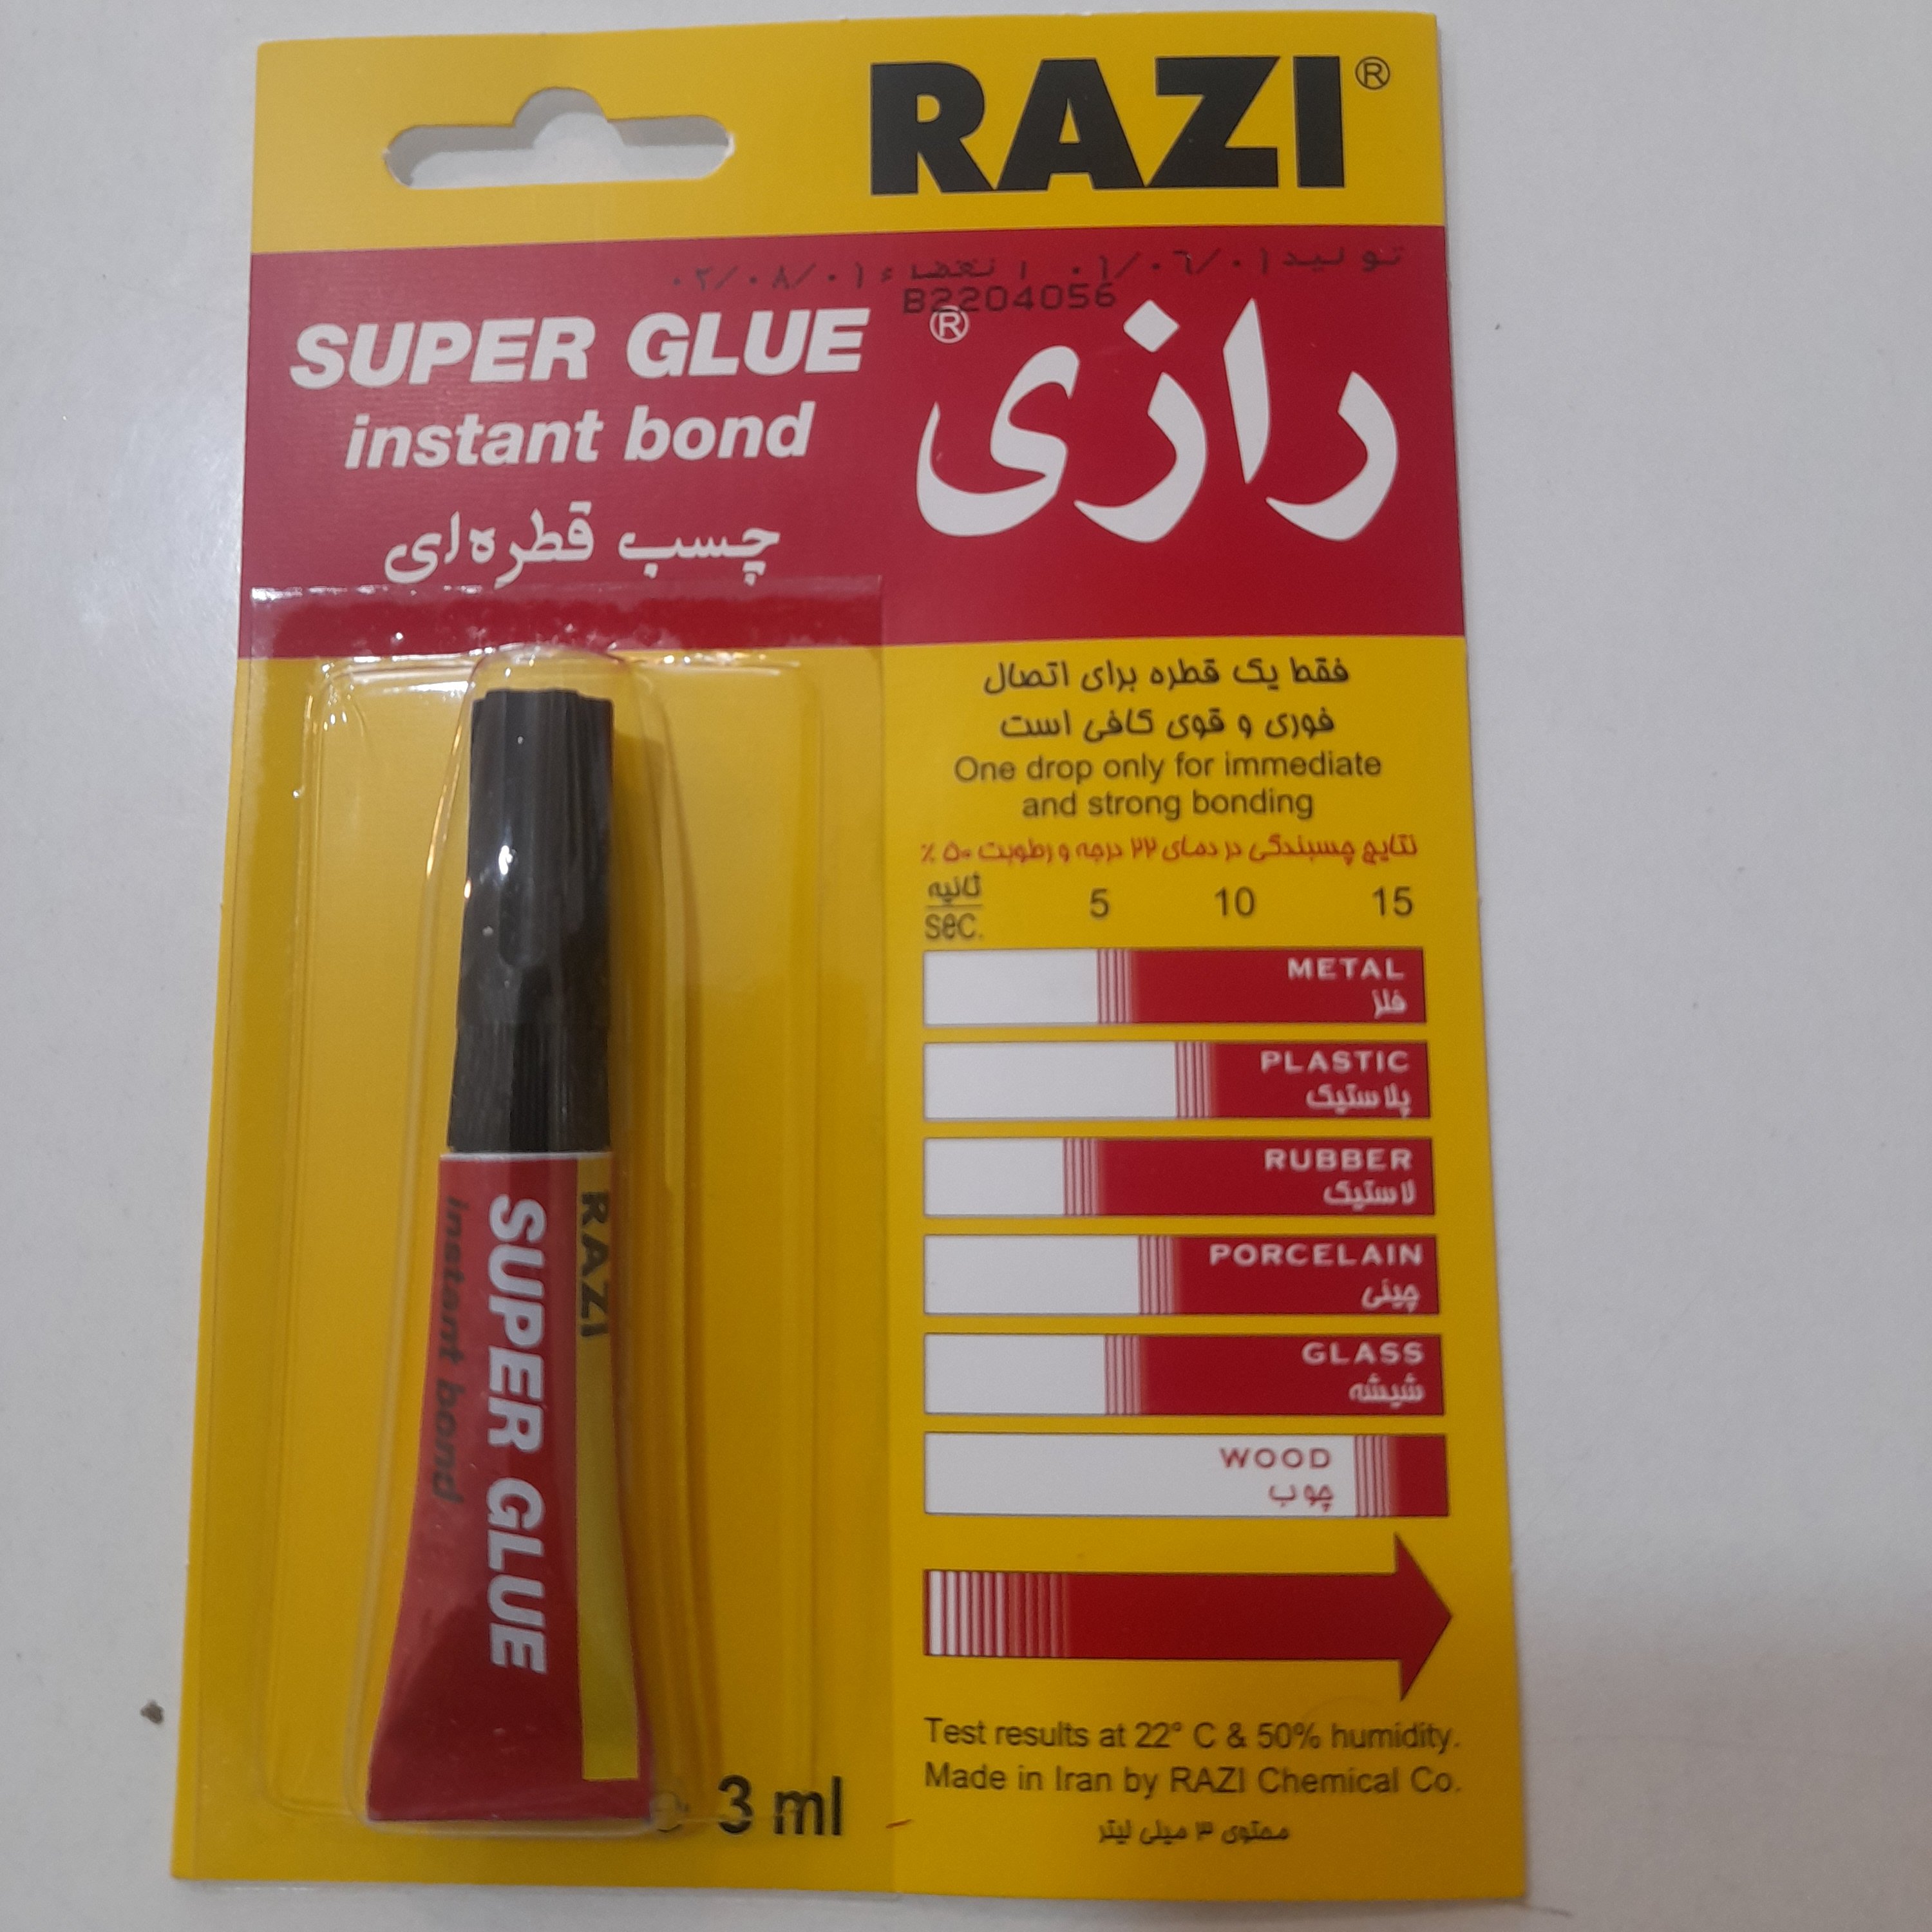 RAZI®
تولید ۰۱/۰۶/۰۱ انقضاء ۰۲/۰۸/۰۱
B2204056
SUPER GLUE
instant bond
چسب قطره‌ای
رازی®
فقط یک قطره برای اتصال
فوری و قوی کافی است
One drop only for immediate
and strong bonding
نتایج چسبندگی در دمای ۲۲ درجه و رطوبت ۵۰ ٪
ثانیه
sec.
5 10 15
METAL
فلز
PLASTIC
پلاستیک
RUBBER
لاستیک
PORCELAIN
چینی
GLASS
شیشه
WOOD
چوب
Test results at 22° C & 50% humidity.
Made in Iran by RAZI Chemical Co.
محتوی ۳ میلی لیتر
RAZI
SUPER GLUE
instant bond
3 ml